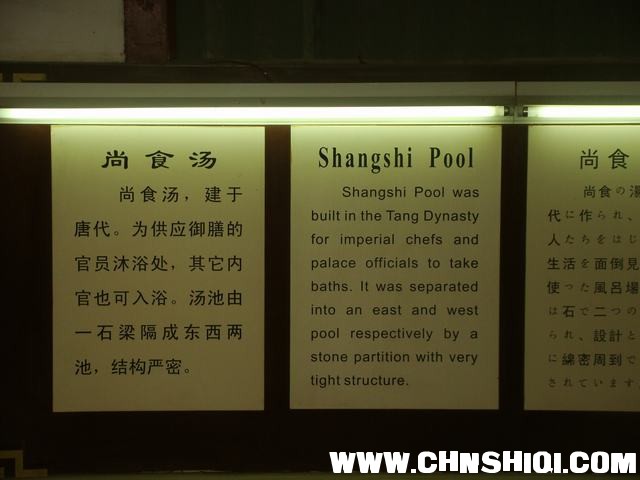 尚食汤
尚食汤，建于
唐代。为供应御膳的
官员沐浴处，其它内
官也可入浴。汤池由
一石梁隔成东西两
池，结构严密。
Shangshi Pool
Shangshi Pool was
built in the Tang Dynasty
for imperial chefs and
palace officials to take
baths. It was separated
into an east and west
pool respectively by a
stone partition with very
tight structure.
尚食
尚食の湯
代に作られ、
人たちをはじ
生活を面倒見
使った風呂場
は石で二つの
られ、設計と
に綿密周到で
されています
WWW.CHNSHIQI.COM